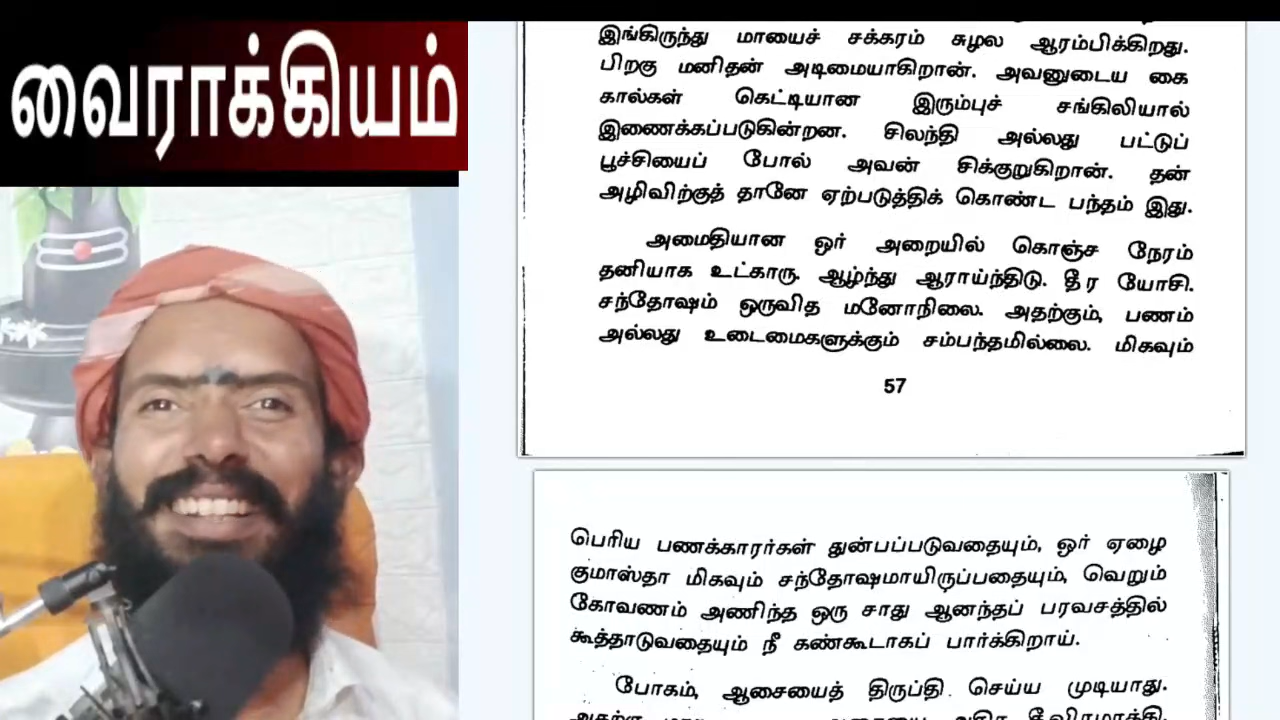 வைராக்கியம்
இங்கிருந்து மாயைச் சக்கரம் சுழல ஆரம்பிக்கிறது.
பிறகு மனிதன் அடிமையாகிறான். அவனுடைய கை
கால்கள் கெட்டியான இரும்புச் சங்கிலியால்
இணைக்கப்படுகின்றன. சிலந்தி அல்லது பட்டுப்
பூச்சியைப் போல் அவன் சிக்குறுகிறான். தன்
அழிவிற்குத் தானே ஏற்படுத்திக் கொண்ட பந்தம் இது.
அமைதியான ஒர் அறையில் கொஞ்ச நேரம்
தனியாக உட்காரு. ஆழ்ந்து ஆராய்ந்திடு. தீர யோசி.
சந்தோஷம் ஒருவித மனோநிலை. அதற்கும், பணம்
அல்லது உடைமைகளுக்கும் சம்பந்தமில்லை. மிகவும்
57
பெரிய பணக்காரர்கள் துன்பப்படுவதையும், ஒர் ஏழை
குமாஸ்தா மிகவும் சந்தோஷமாயிருப்பதையும், வெறும்
கோவணம் அணிந்த ஒரு சாது ஆனந்தப் பரவசத்தில்
கூத்தாடுவதையும் நீ கண்கூடாகப் பார்க்கிறாய்.
போகம், ஆசையைத் திருப்தி செய்ய முடியாது.